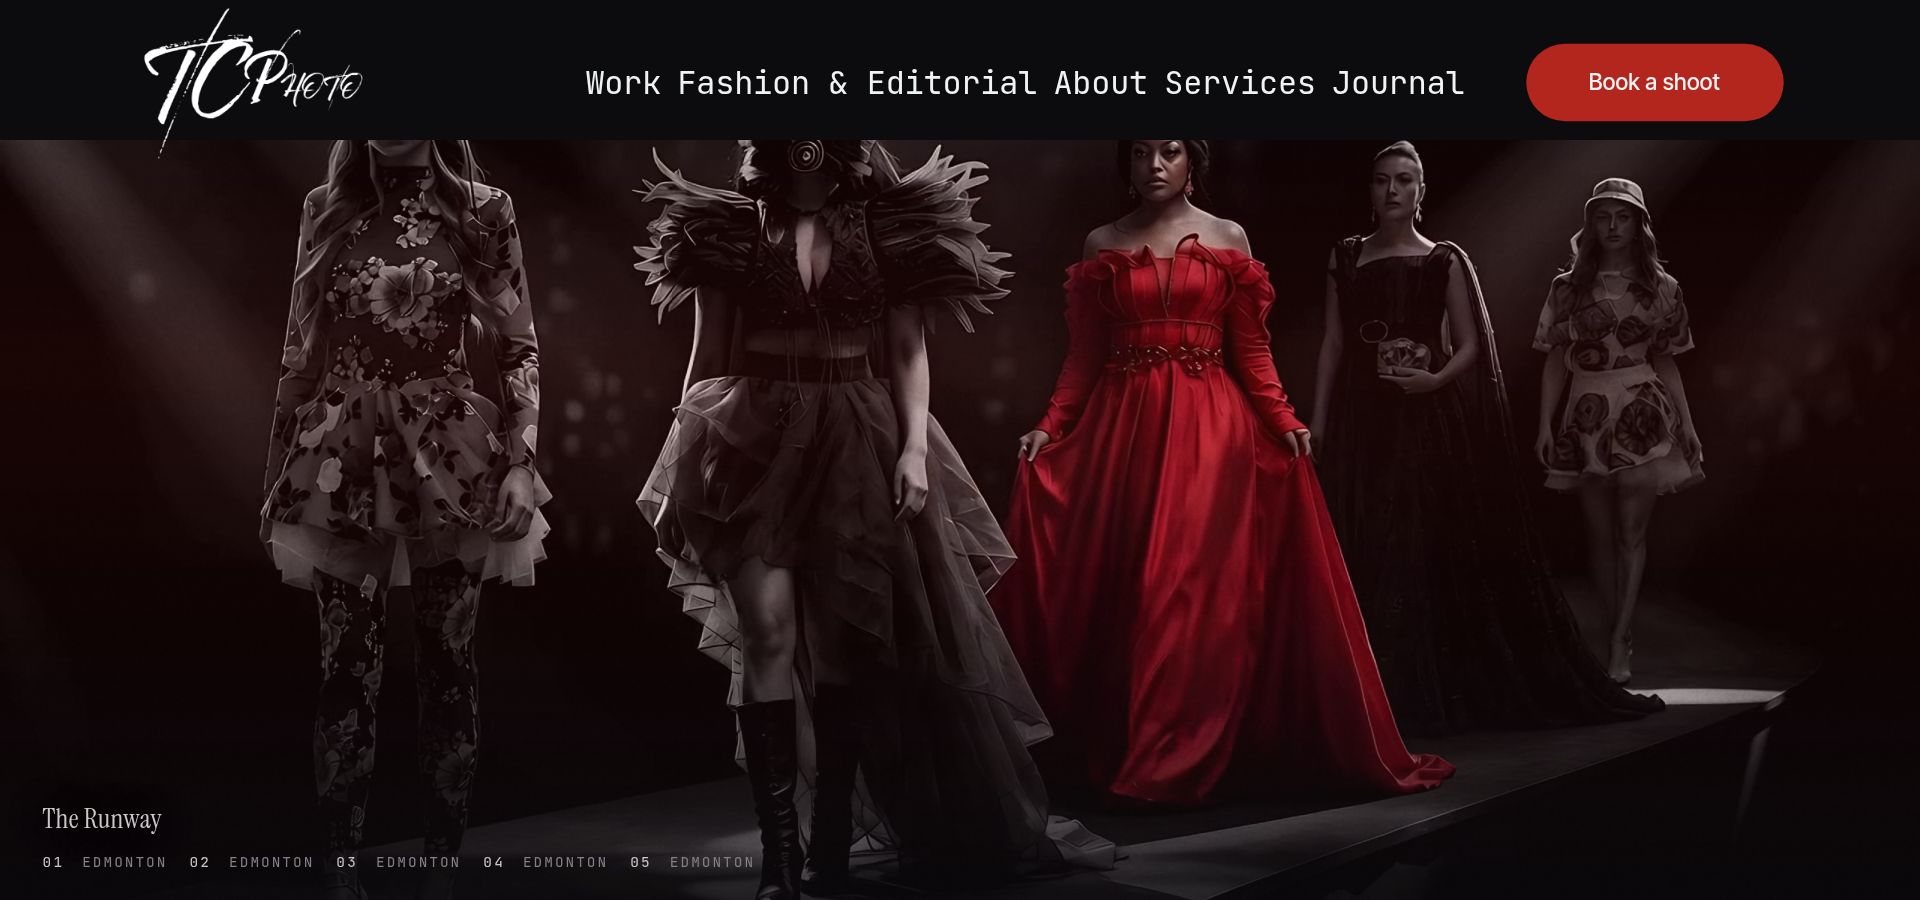 TCPHOTO
Work Fashion & Editorial About Services Journal
Book a shoot
The Runway
01 EDMONTON 02 EDMONTON 03 EDMONTON 04 EDMONTON 05 EDMONTON